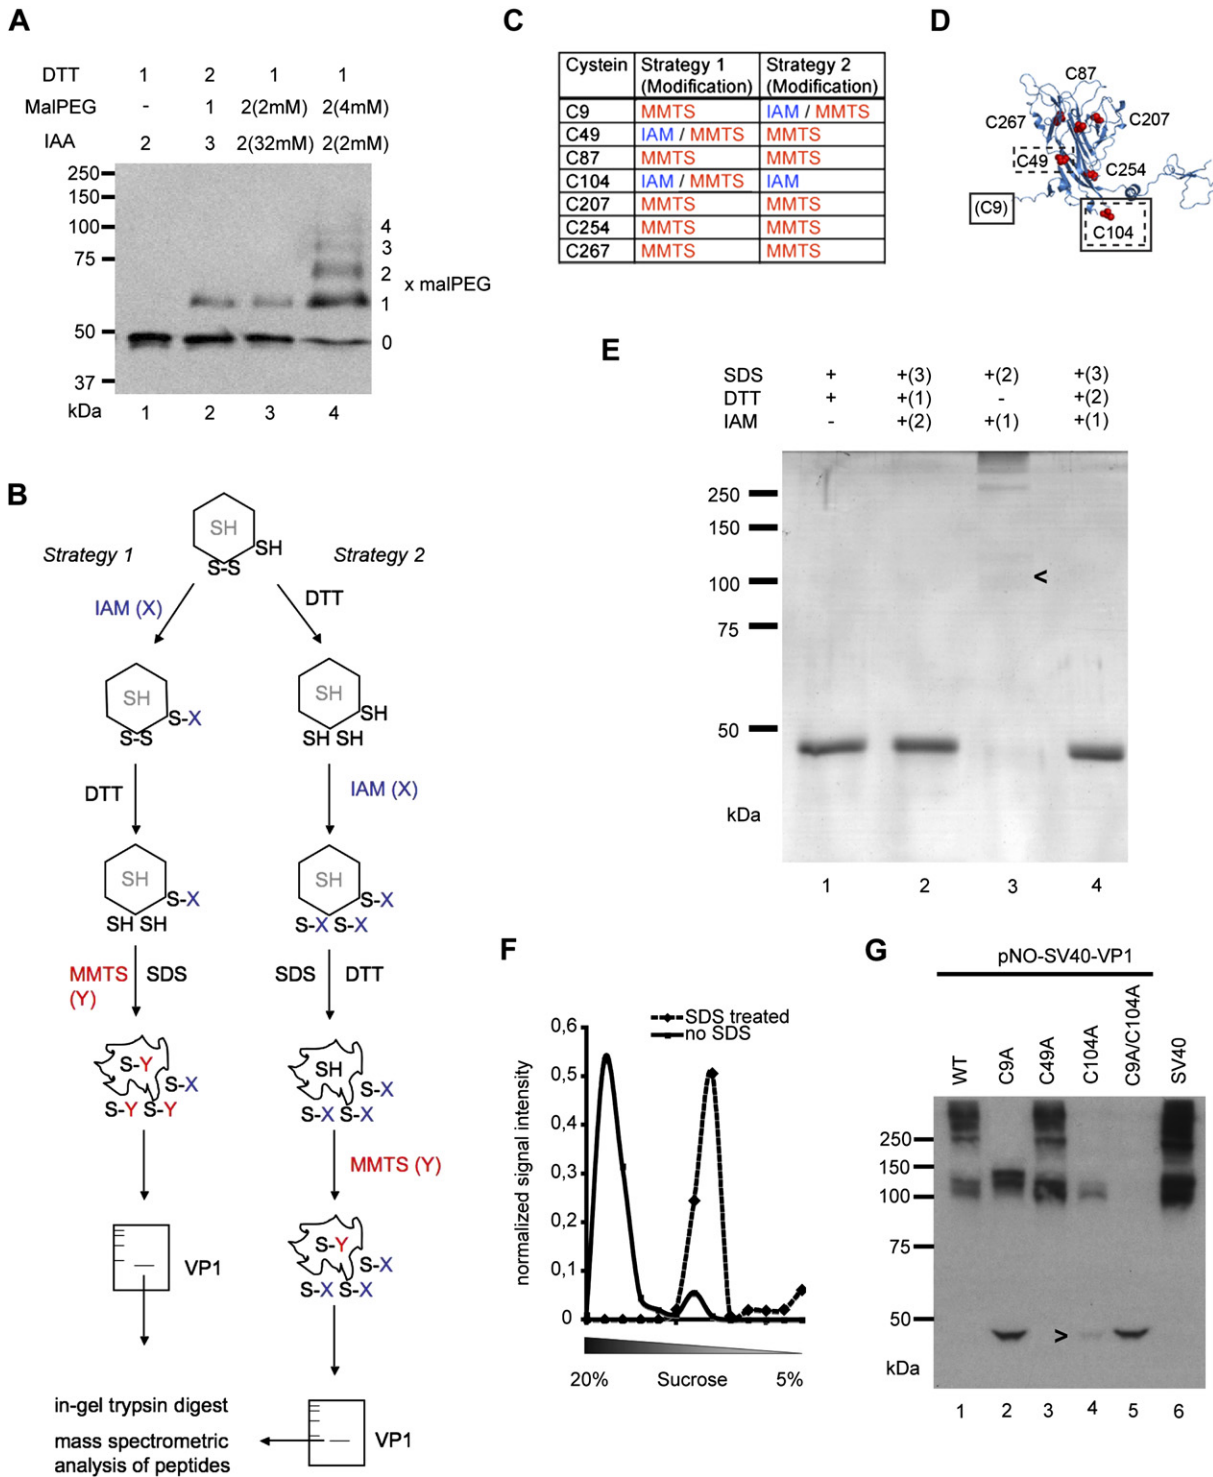 A
DTT 1 2 1 1
MalPEG - 1 2(2mM) 2(4mM)
IAA 2 3 2(32mM) 2(2mM)
250
150
100
75
50
37
kDa 1 2 3 4
4
3
2
1
0
x malPEG
B
Strategy 1
Strategy 2
SH
SH
S-S
IAM (X)
DTT
SH
S-X
S-S
SH
SH
SH SH
DTT
IAM (X)
SH
S-X
SH SH
SH
S-X
S-X S-X
MMTS
(Y)
SDS
SDS
DTT
S-Y
S-X
S-Y S-Y
SH
S-X
S-X S-X
MMTS (Y)
S-Y
S-X
S-X S-X
VP1
VP1
in-gel trypsin digest
mass spectrometric
analysis of peptides
C
Cystein Strategy 1 (Modification) Strategy 2 (Modification)
C9 MMTS IAM / MMTS
C49 IAM / MMTS MMTS
C87 MMTS MMTS
C104 IAM / MMTS IAM
C207 MMTS MMTS
C254 MMTS MMTS
C267 MMTS MMTS
D
C87
C267
C207
C49
C254
(C9)
C104
E
SDS + +(3) +(2) +(3)
DTT + +(1) - +(2)
IAM - +(2) +(1) +(1)
250
150
100
<
75
50
kDa
1 2 3 4
F
SDS treated
no SDS
normalized signal intensity
0,6
0,5
0,4
0,3
0,2
0,1
0
20% Sucrose 5%
G
pNO-SV40-VP1
WT
C9A
C49A
C104A
C9A/C104A
SV40
250
150
100
75
50
>
kDa
1 2 3 4 5 6